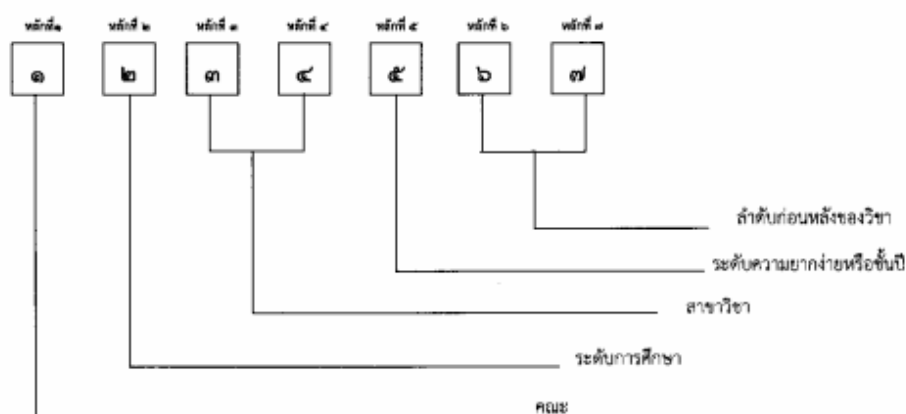 หลักที่๑ หลักที่ ๒ หลักที่ ๓ หลักที่ ๔ หลักที่ ๕ หลักที่ ๖ หลักที่ ๗
๑ ๒ ๓ ๔ ๕ ๖ ๗
ลำดับก่อนหลังของวิชา
ระดับความยากง่ายหรือชั้นปี
สาขาวิชา
ระดับการศึกษา
คณะ